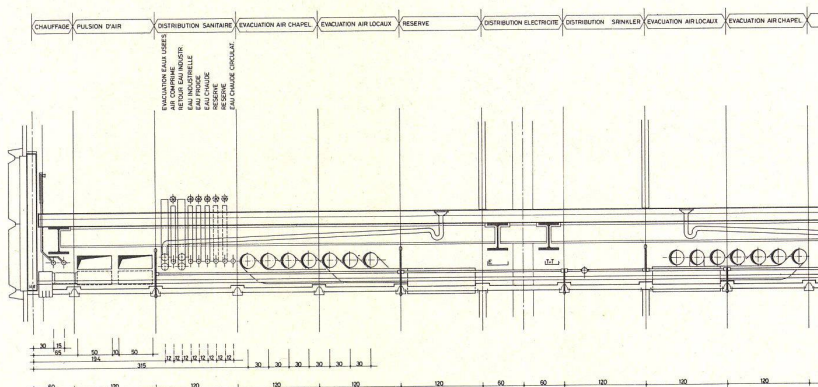 CHAUFFAGE
PULSION D'AIR
DISTRIBUTION SANITAIRE
EVACUATION AIR CHAPEL.
EVACUATION AIR LOCAUX
RESERVE
DISTRIBUTION ELECTRICITE
DISTRIBUTION SRINKLER
EVACUATION AIR LOCAUX
EVACUATION AIR CHAPEL.
EVACUATION EAUX USEES
AIR COMPRIME
RETOUR EAU INDUSTR.
EAU INDUSTRIELLE
EAU FROIDE
EAU CHAUDE
RESERVE
RESERVE
EAU CHAUDE CIRCULAT.
30 15
65 50 10 50
194 12 12 12 12 12 12 12 12
315 30 30 30 30 30 30
60 120 120 120 120 120 60 60 120 120 120